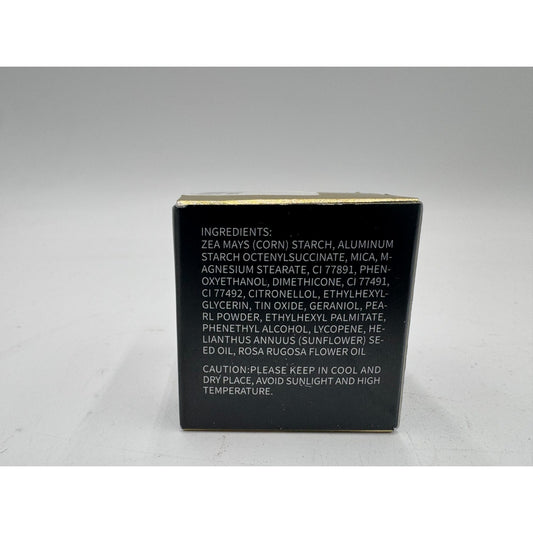 INGREDIENTS:
ZEA MAYS (CORN) STARCH, ALUMINUM
STARCH OCTENYLSUCCINATE, MICA, M-
AGNESIUM STEARATE, CI 77891, PHEN-
OXYETHANOL, DIMETHICONE, CI 77491,
CI 77492, CITRONELLOL, ETHYLHEXYL-
GLYCERIN, TIN OXIDE, GERANIOL, PEA-
RL POWDER, ETHYLHEXYL PALMITATE,
PHENETHYL ALCOHOL, LYCOPENE, HE-
LIANTHUS ANNUUS (SUNFLOWER) SE-
ED OIL, ROSA RUGOSA FLOWER OIL
CAUTION:PLEASE KEEP IN COOL AND
DRY PLACE, AVOID SUNLIGHT AND HIGH
TEMPERATURE.